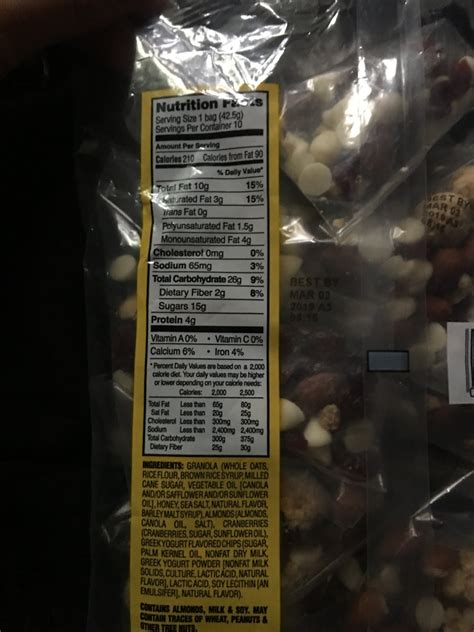 Nutrition Facts
Serving Size 1 bag (42.5g)
Servings Per Container 10
Amount Per Serving
Calories 210 Calories from Fat 90
% Daily Value*
Total Fat 10g 15%
Saturated Fat 3g 15%
Trans Fat 0g
Polyunsaturated Fat 1.5g
Monounsaturated Fat 4g
Cholesterol 0mg 0%
Sodium 65mg 3%
Total Carbohydrate 26g 9%
Dietary Fiber 2g 8%
Sugars 15g
Protein 4g
Vitamin A 0% • Vitamin C 0%
Calcium 6% • Iron 4%
*Percent Daily Values are based on a 2,000
calorie diet. Your daily values may be higher
or lower depending on your calorie needs:
Calories: 2,000 2,500
Total Fat Less than 65g 80g
Sat Fat Less than 20g 25g
Cholesterol Less than 300mg 300mg
Sodium Less than 2,400mg 2,400mg
Total Carbohydrate 300g 375g
Dietary Fiber 25g 30g
INGREDIENTS: GRANOLA (WHOLE OATS,
RICE FLOUR, BROWN RICE SYRUP, MILLED
CANE SUGAR, VEGETABLE OIL [CANOLA
AND/OR SAFFLOWER AND/OR SUNFLOWER
OIL], HONEY, SEA SALT, NATURAL FLAVOR,
BARLEY MALT SYRUP), ALMONDS (ALMONDS,
CANOLA OIL, SALT), CRANBERRIES
(CRANBERRIES, SUGAR, SUNFLOWER OIL),
GREEK YOGURT FLAVORED CHIPS (SUGAR,
PALM KERNEL OIL, NONFAT DRY MILK,
GREEK YOGURT POWDER [NONFAT MILK
SOLIDS, CULTURE, LACTIC ACID, NATURAL
FLAVOR], LACTIC ACID, SOY LECITHIN [AN
EMULSIFER], NATURAL FLAVOR).
CONTAINS ALMONDS, MILK & SOY. MAY
CONTAIN TRACES OF WHEAT, PEANUTS &
OTHER TREE NUTS.
BEST BY
MAR 02
2019 A3